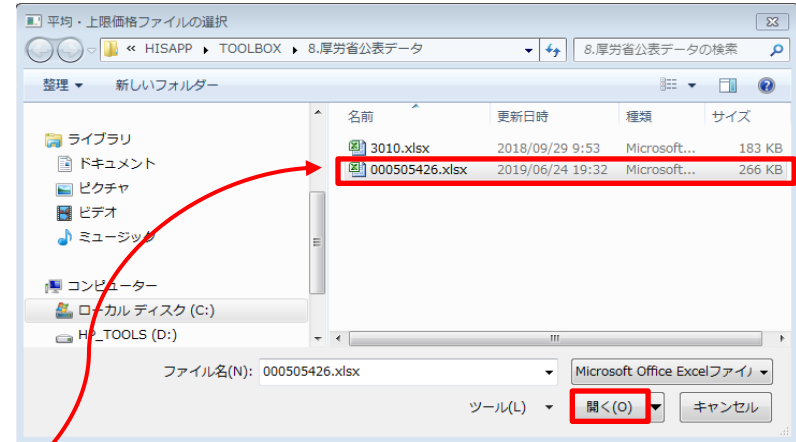 平均・上限価格ファイルの選択
« HISAPP ▸ TOOLBOX ▸ 8.厚労省公表データ
8.厚労省公表データの検索
整理 ▼ 新しいフォルダー
名前 更新日時 種類 サイズ
ライブラリ
ドキュメント
ピクチャ
ビデオ
ミュージック
コンピューター
ローカル ディスク (C:)
HP_TOOLS (D:)
3010.xlsx 2018/09/29 9:53 Microsoft... 183 KB
000505426.xlsx 2019/06/24 19:32 Microsoft... 266 KB
ファイル名(N): 000505426.xlsx
Microsoft Office Excelファイ
ツール(L) 開く(O) キャンセル